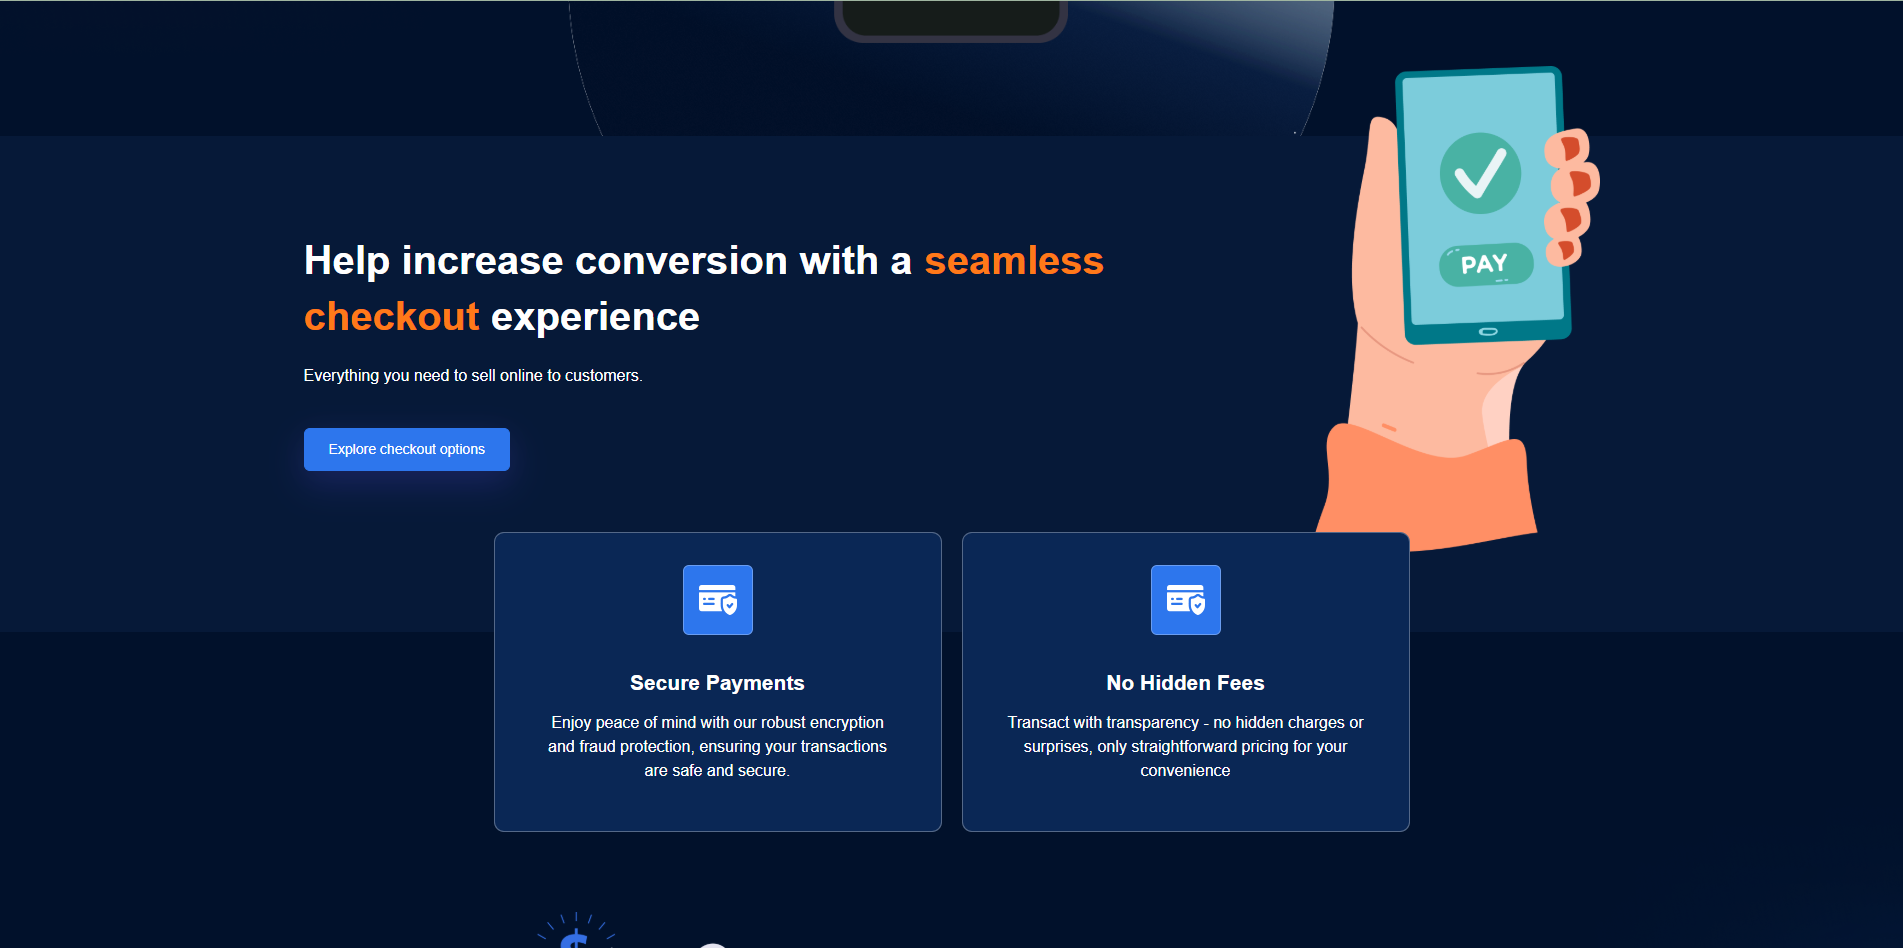 Help increase conversion with a seamless
checkout experience
Everything you need to sell online to customers.
Explore checkout options
PAY
Secure Payments
Enjoy peace of mind with our robust encryption
and fraud protection, ensuring your transactions
are safe and secure.
No Hidden Fees
Transact with transparency - no hidden charges or
surprises, only straightforward pricing for your
convenience
$